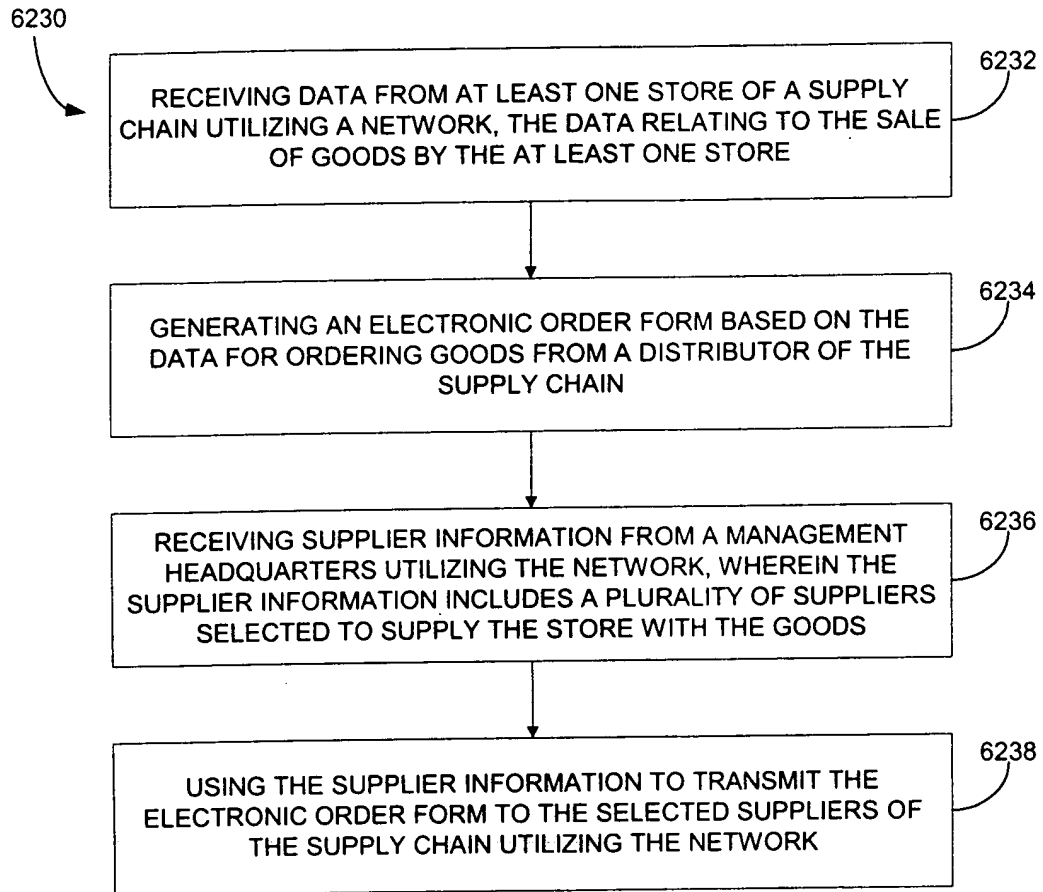 6230
6232
RECEIVING DATA FROM AT LEAST ONE STORE OF A SUPPLY
CHAIN UTILIZING A NETWORK, THE DATA RELATING TO THE SALE
OF GOODS BY THE AT LEAST ONE STORE
6234
GENERATING AN ELECTRONIC ORDER FORM BASED ON THE
DATA FOR ORDERING GOODS FROM A DISTRIBUTOR OF THE
SUPPLY CHAIN
6236
RECEIVING SUPPLIER INFORMATION FROM A MANAGEMENT
HEADQUARTERS UTILIZING THE NETWORK, WHEREIN THE
SUPPLIER INFORMATION INCLUDES A PLURALITY OF SUPPLIERS
SELECTED TO SUPPLY THE STORE WITH THE GOODS
6238
USING THE SUPPLIER INFORMATION TO TRANSMIT THE
ELECTRONIC ORDER FORM TO THE SELECTED SUPPLIERS OF
THE SUPPLY CHAIN UTILIZING THE NETWORK